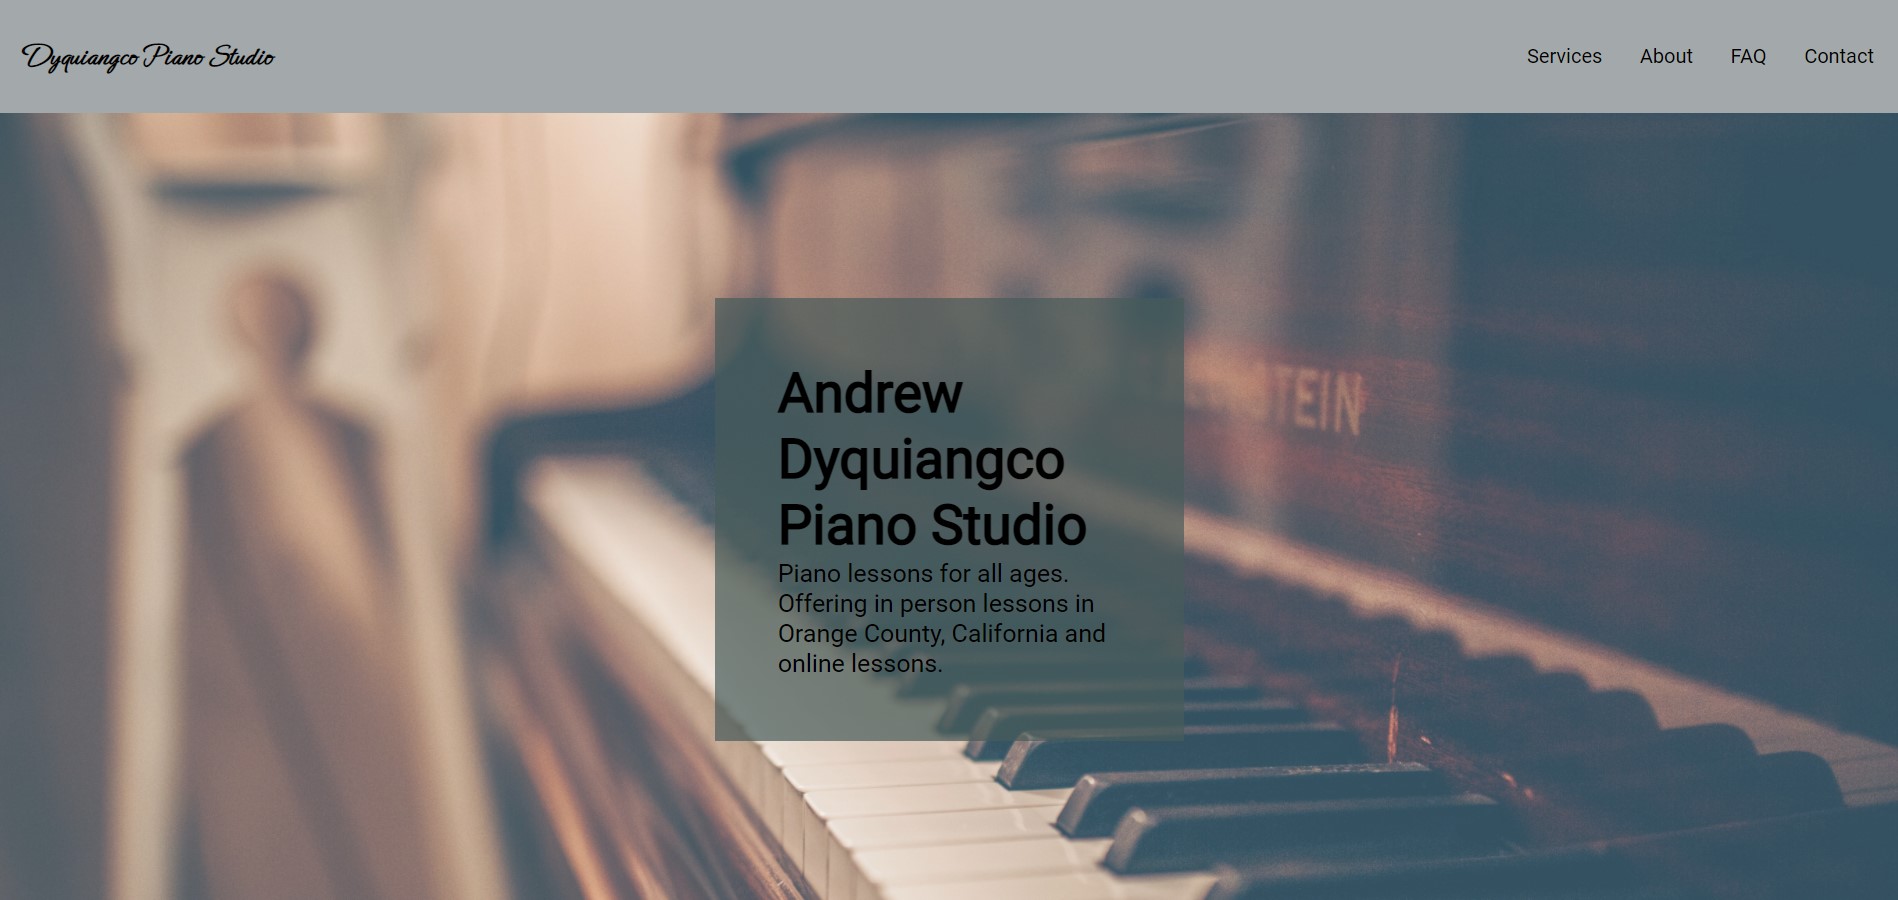 Dyquiangco Piano Studio
Services About FAQ Contact
TEIN
Andrew
Dyquiangco
Piano Studio
Piano lessons for all ages.
Offering in person lessons in
Orange County, California and
online lessons.